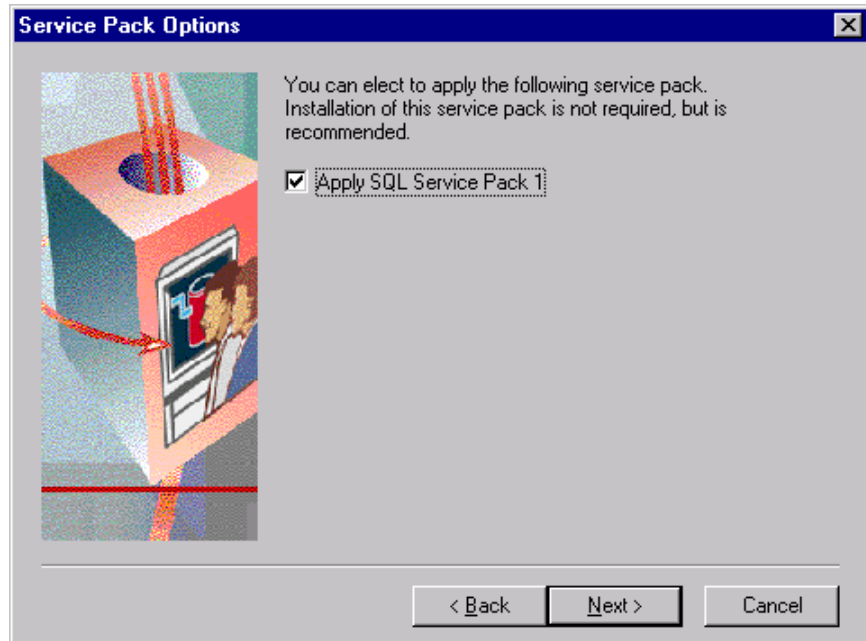 Service Pack Options
You can elect to apply the following service pack.
Installation of this service pack is not required, but is
recommended.
Apply SQL Service Pack 1
< Back
Next >
Cancel